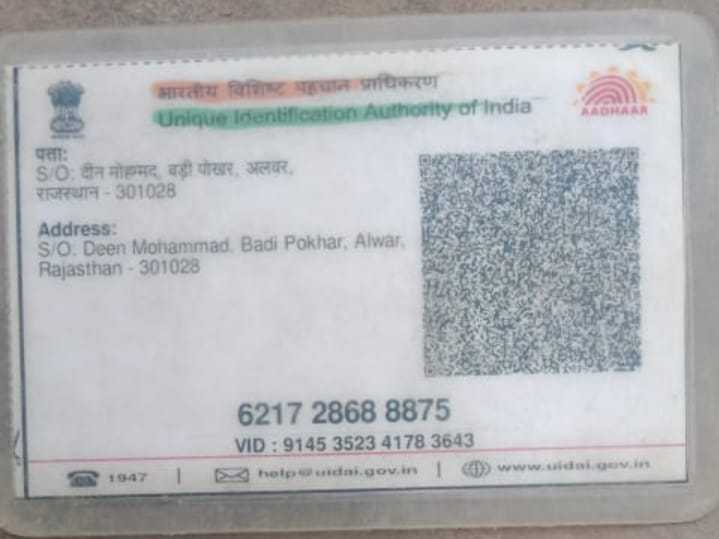 भारतीय विशिष्ट पहचान प्राधिकरण
Unique Identification Authority of India
AADHAAR
पता:
S/O: दीन मोहम्मद, बड़ी पोखर, अलवर,
राजस्थान - 301028
Address:
S/O: Deen Mohammad, Badi Pokhar, Alwar,
Rajasthan - 301028
6217 2868 8875
VID : 9145 3523 4178 3643
1947 | help@uidai.gov.in | www.uidai.gov.in